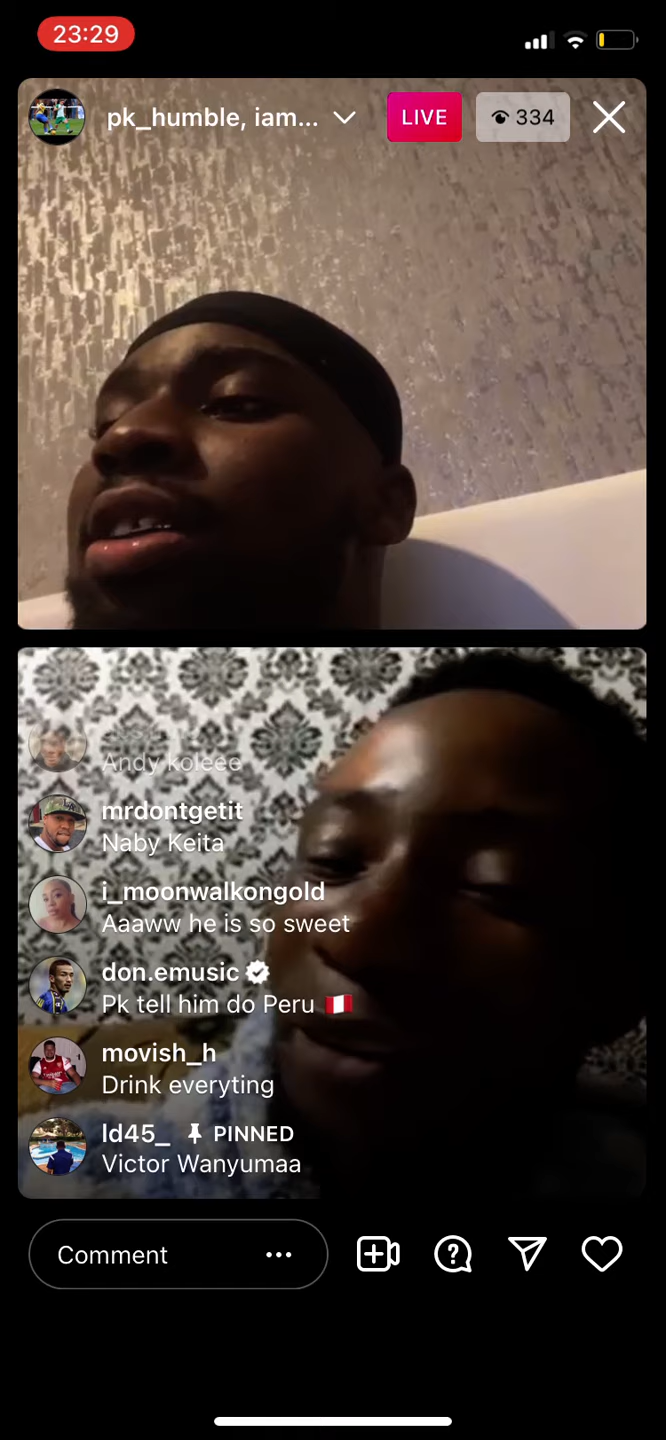 23:29
pk_humble, iam...
LIVE
334
Andy koleee
mrdontgetit
Naby Keita
i_moonwalkongold
Aaaww he is so sweet
don.emusic
Pk tell him do Peru 🇵🇪
movish_h
Drink everyting
ld45_ PINNED
Victor Wanyumaa
Comment